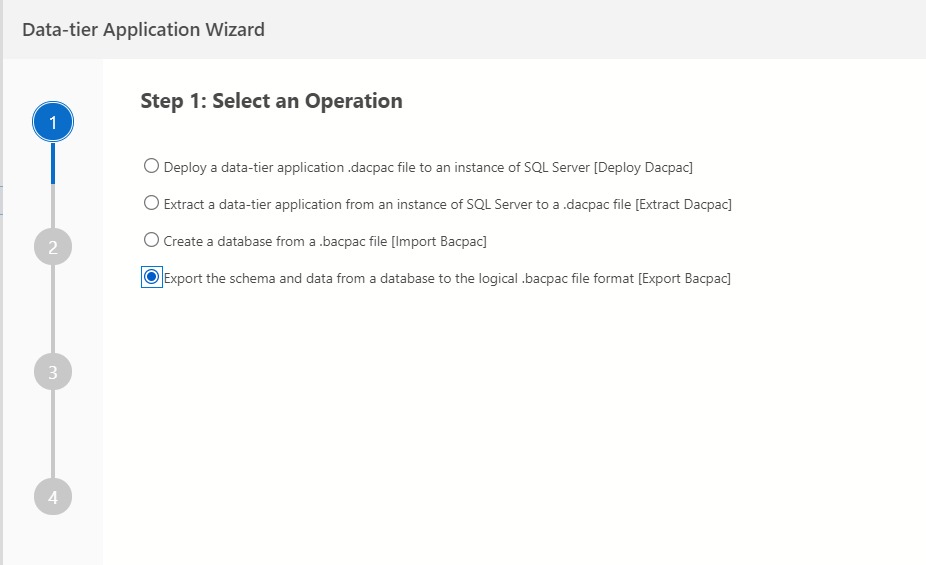 Data-tier Application Wizard
Step 1: Select an Operation
1
Deploy a data-tier application .dacpac file to an instance of SQL Server [Deploy Dacpac]
Extract a data-tier application from an instance of SQL Server to a .dacpac file [Extract Dacpac]
2
Create a database from a .bacpac file [Import Bacpac]
Export the schema and data from a database to the logical .bacpac file format [Export Bacpac]
3
4